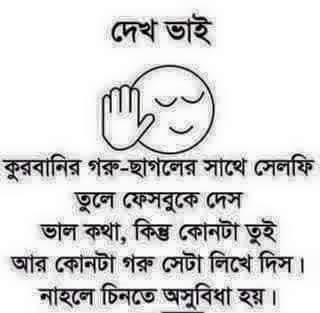 দেখ ভাই
কুরবানির গরু-ছাগলের সাথে সেলফি
তুলে ফেসবুকে দেস
ভাল কথা, কিন্তু কোনটা তুই
আর কোনটা গরু সেটা লিখে দিস।
নাহলে চিনতে অসুবিধা হয়।